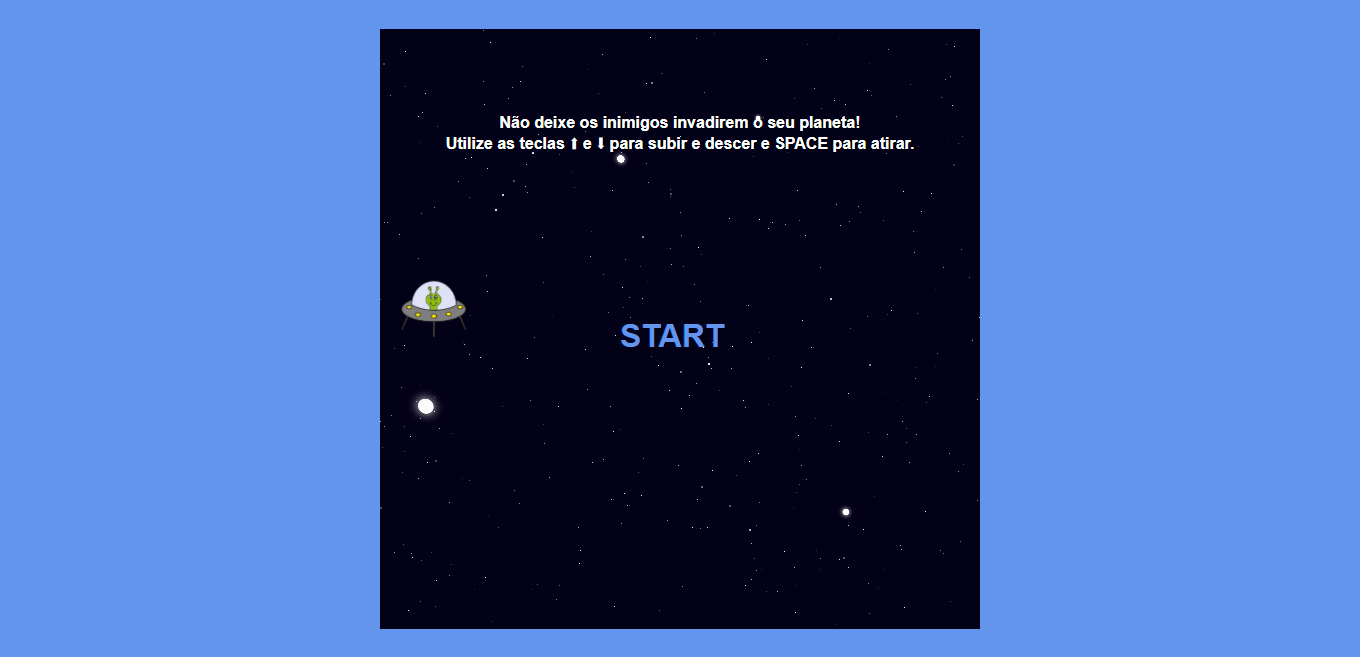 Não deixe os inimigos invadirem o seu planeta!
Utilize as teclas ⬆ e ⬇ para subir e descer e SPACE para atirar.
START